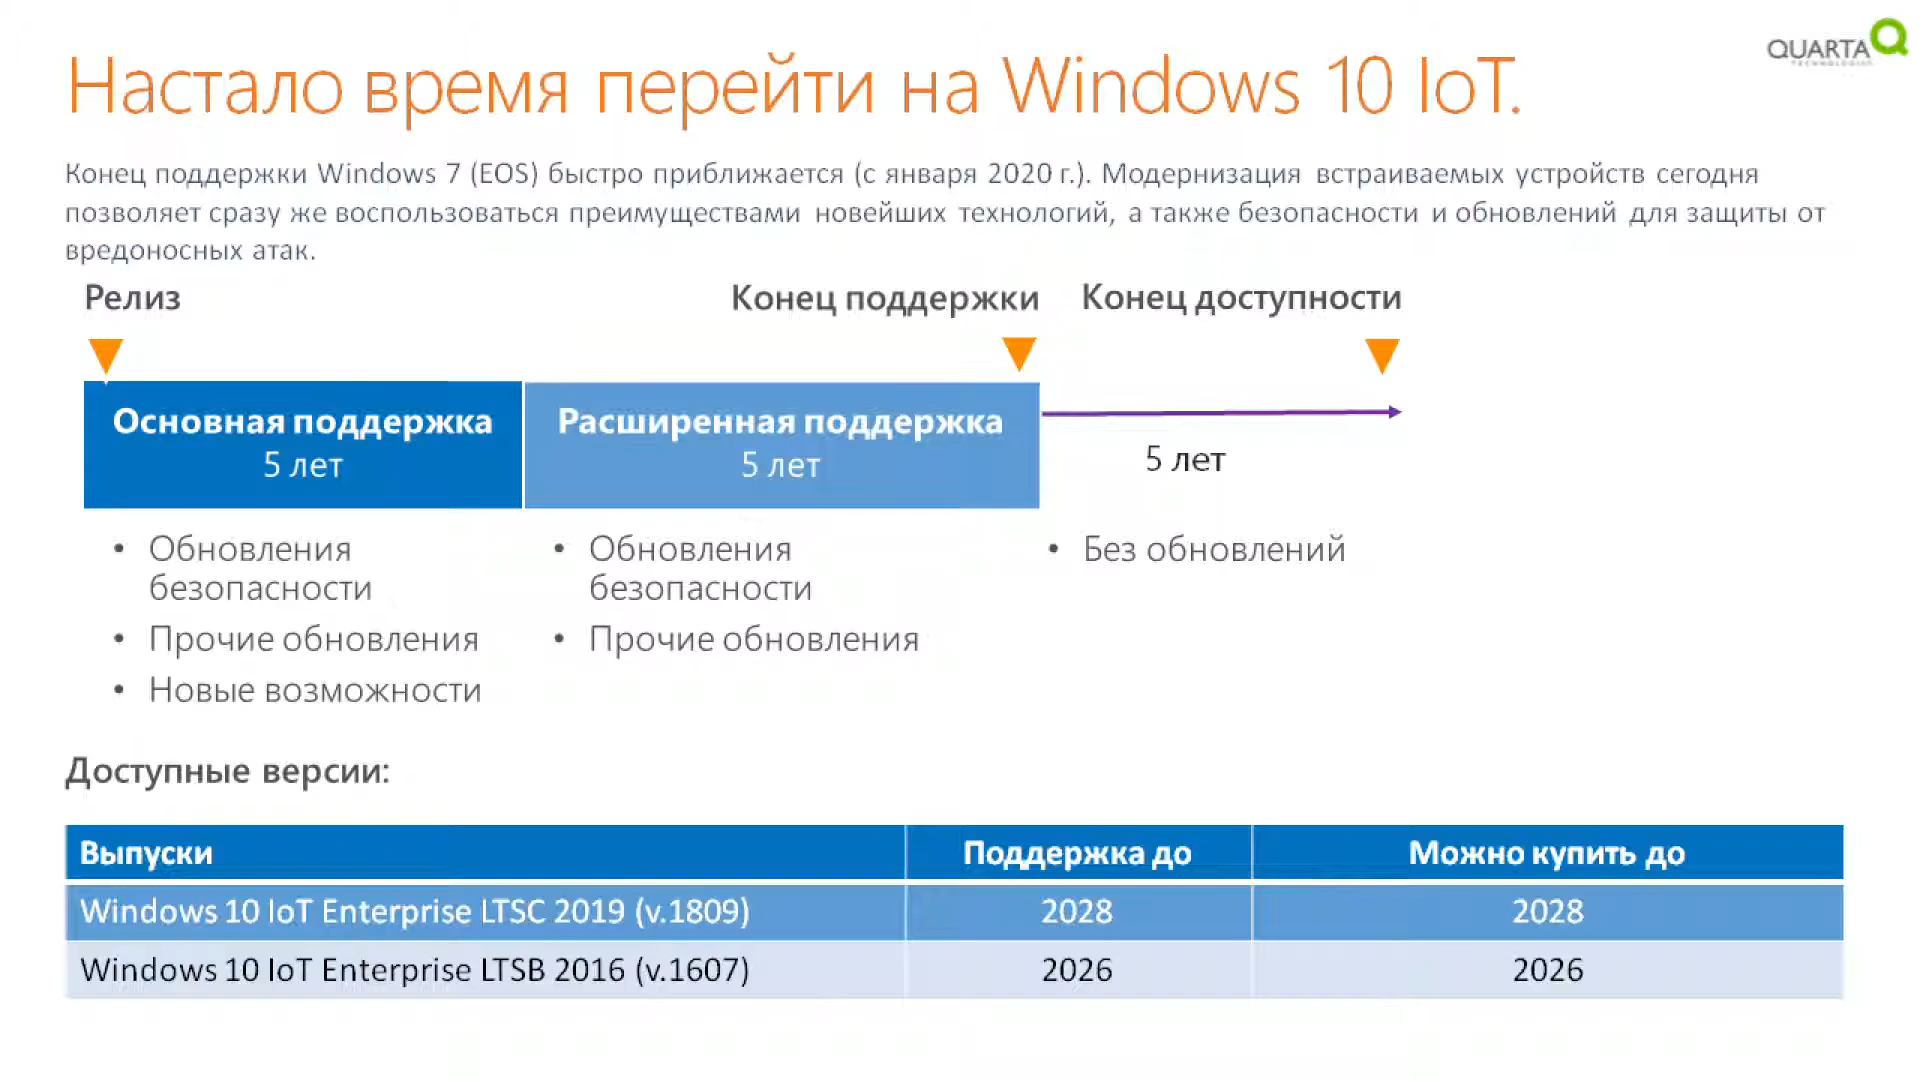 QUARTA
TECHNOLOGIES
Настало время перейти на Windows 10 IoT.
Конец поддержки Windows 7 (EOS) быстро приближается (с января 2020 г.). Модернизация встраиваемых устройств сегодня
позволяет сразу же воспользоваться преимуществами новейших технологий, а также безопасности и обновлений для защиты от
вредоносных атак.
Релиз
Конец поддержки
Конец доступности
Основная поддержка
5 лет
Расширенная поддержка
5 лет
5 лет
• Обновления
безопасности
• Прочие обновления
• Новые возможности
• Обновления
безопасности
• Прочие обновления
• Без обновлений
Доступные версии:
Выпуски Поддержка до Можно купить до
Windows 10 IoT Enterprise LTSC 2019 (v.1809) 2028 2028
Windows 10 IoT Enterprise LTSB 2016 (v.1607) 2026 2026